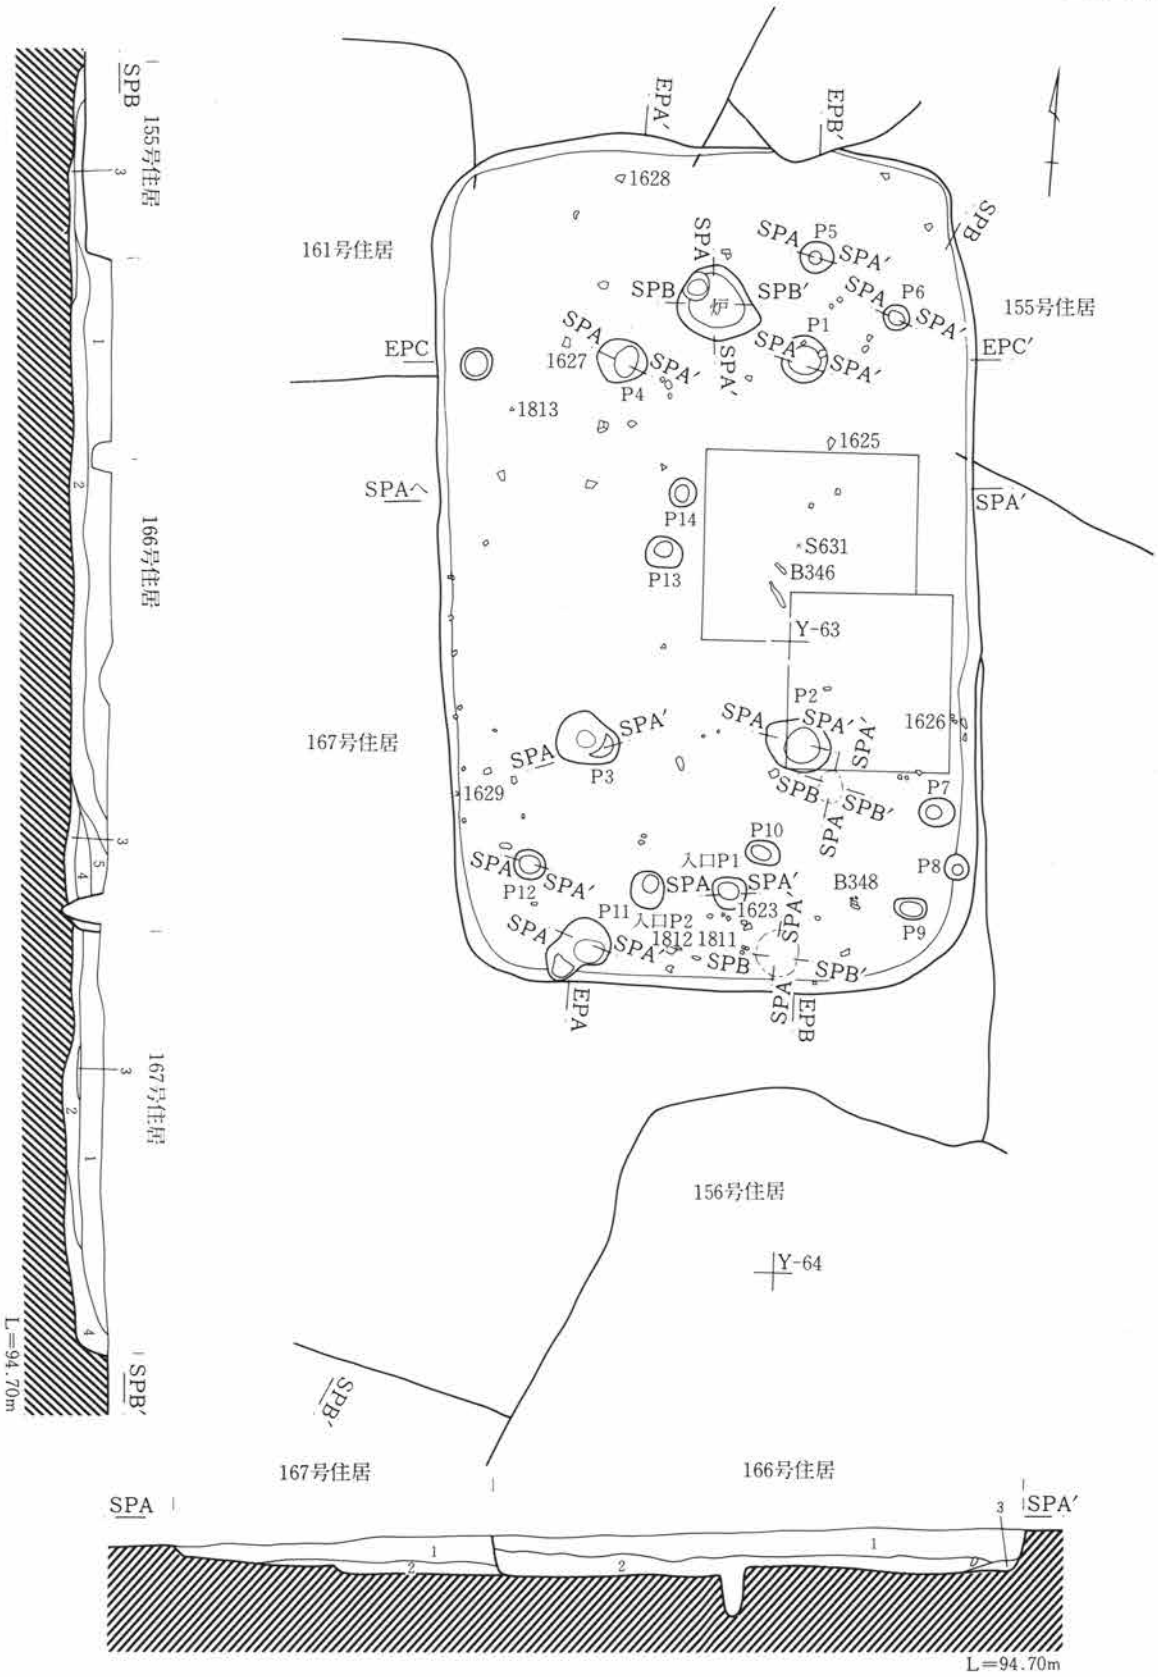 SPB
155号住居
3
1
2
166号住居
3
5
4
167号住居
3
2
1
4
SPB′
L=94.70m
EPA′
EPB′
1628
SPB
161号住居
SPA
SPA
P5
SPA′
SPB
炉
SPB′
SPA
P6
SPA′
155号住居
EPC
SPA
1627
SPA′
P4
SPA′
P1
SPA
SPA′
EPC′
1813
1625
SPAへ
SPA′
P14
P13
S631
B346
Y-63
167号住居
P2
SPA
SPA′
SPA′
1626
SPA
SPA′
P3
SPB
SPB′
SPA
P7
1629
P10
入口P1
P8
SPA
SPA′
P12
SPA
SPA′
B348
P11
入口P2
1623
SPA′
P9
SPA
SPA′
1812
1811
SPB
SPB′
SPA
EPA
EPB
156号住居
Y-64
SPB′
167号住居
166号住居
SPA
3
SPA′
1
2
2
1
L=94.70m